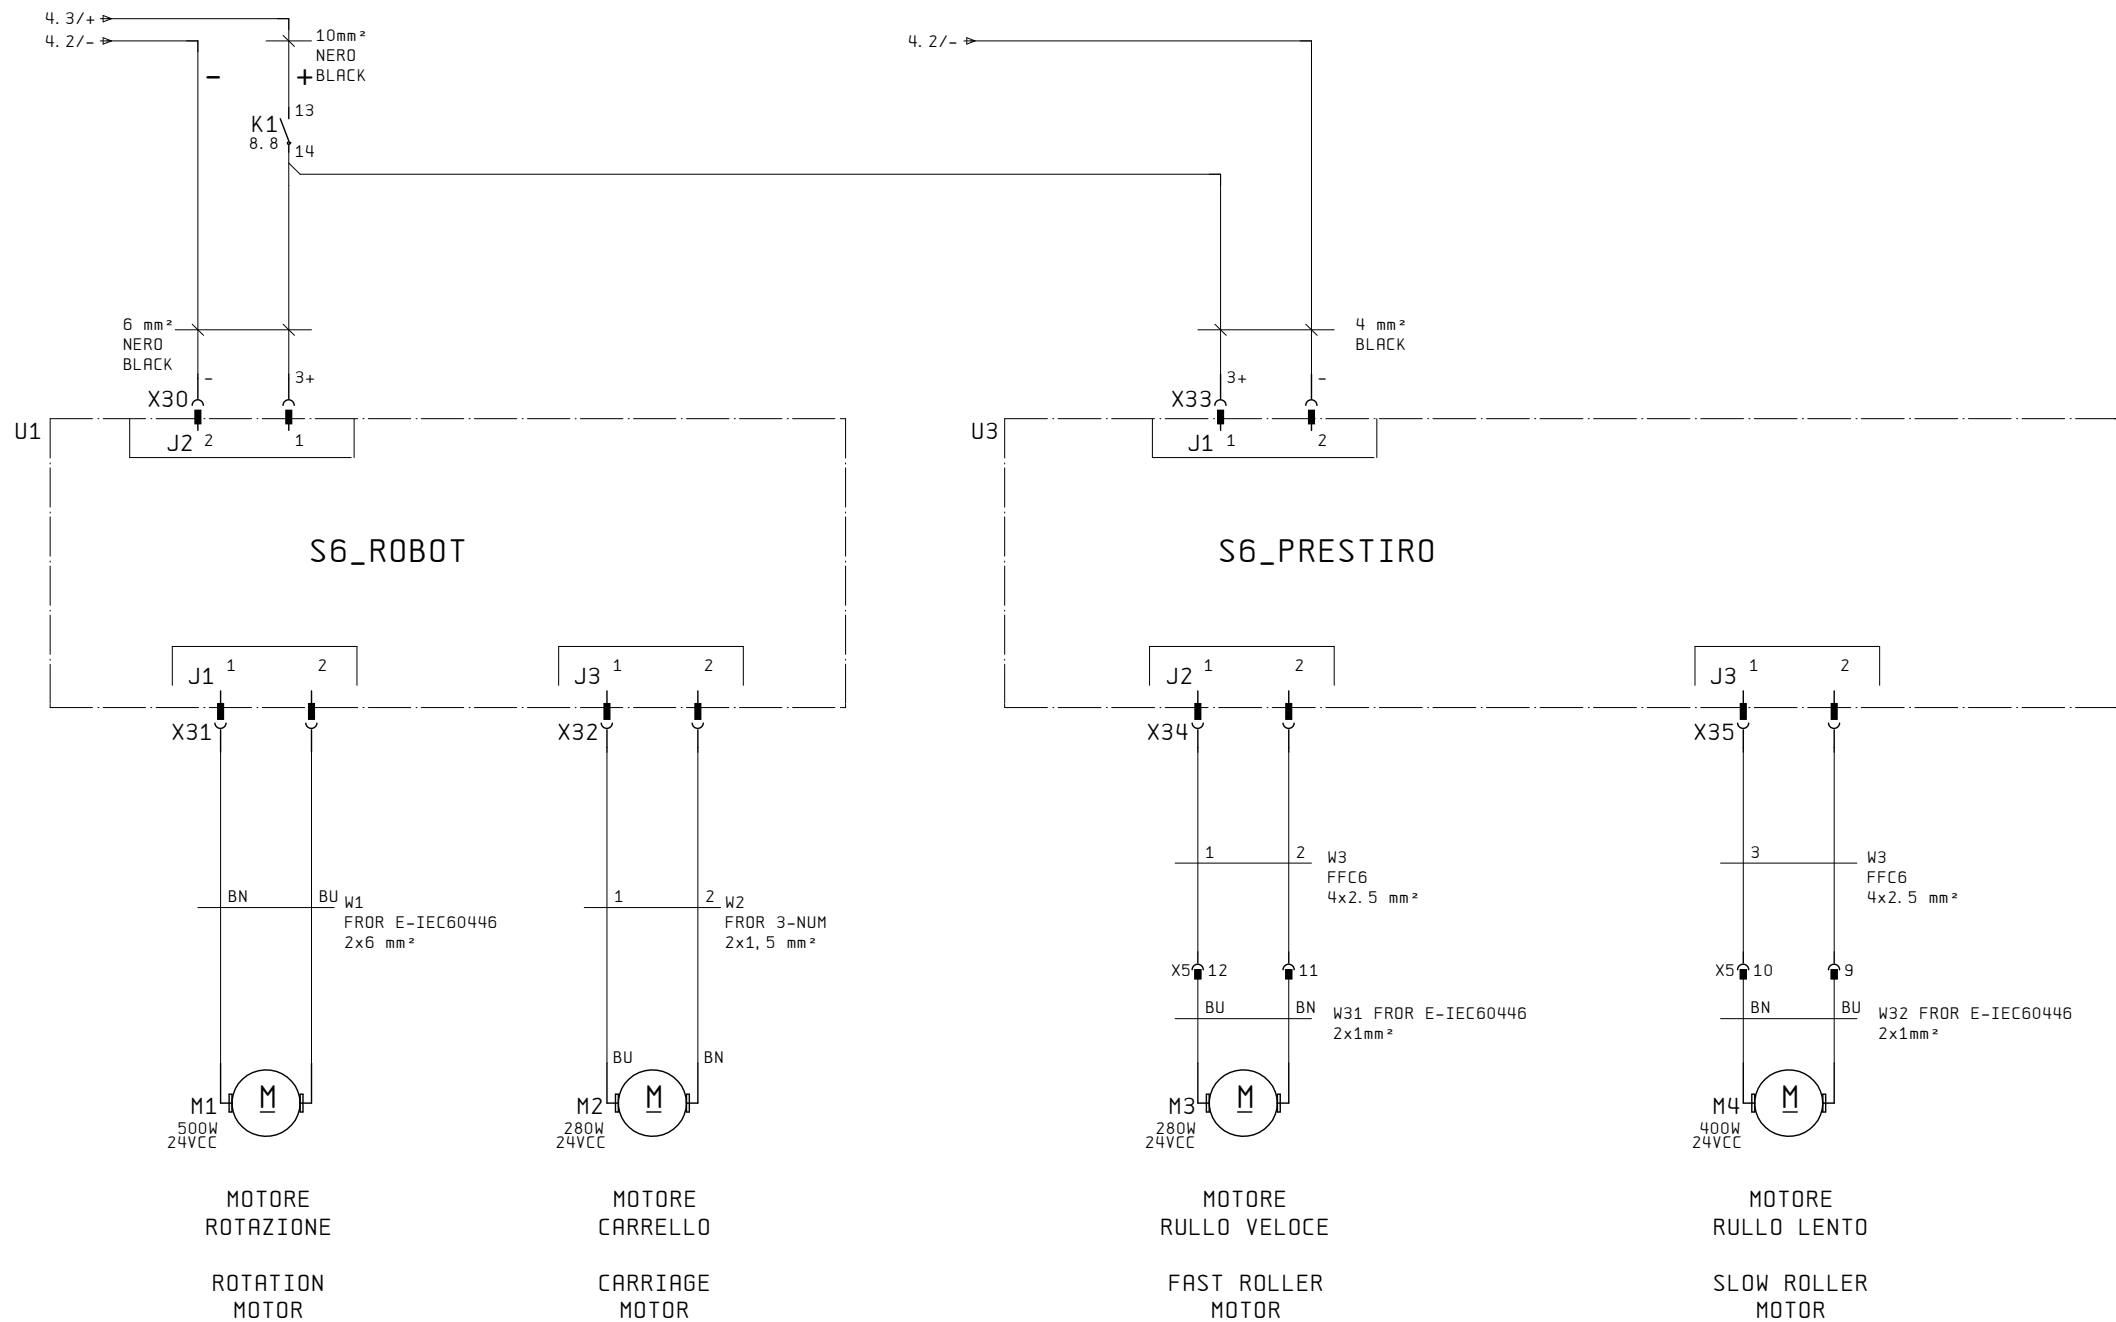 4.3/+
4.2/-
10mm²
NERO
BLACK
-
+
4.2/-
K1
8.8
13
14
6 mm²
NERO
BLACK
4 mm²
BLACK
X30
-
3+
X33
3+
-
U1
J2
2
1
U3
J1
1
2
S6_ROBOT
S6_PRESTIRO
J1
1
2
J3
1
2
J2
1
2
J3
1
2
X31
X32
X34
X35
BN
BU
W1
FROR E-IEC60446
2x6 mm²
1
2
W2
FROR 3-NUM
2x1,5 mm²
1
2
W3
FFC6
4x2.5 mm²
3
W3
FFC6
4x2.5 mm²
X5
12
11
X5
10
9
BU
BN
W31 FROR E-IEC60446
2x1mm²
BN
BU
W32 FROR E-IEC60446
2x1mm²
BU
BN
M1
500W
24VCC
M
M2
280W
24VCC
M
M3
280W
24VCC
M
M4
400W
24VCC
M
MOTORE
ROTAZIONE
ROTATION
MOTOR
MOTORE
CARRELLO
CARRIAGE
MOTOR
MOTORE
RULLO VELOCE
FAST ROLLER
MOTOR
MOTORE
RULLO LENTO
SLOW ROLLER
MOTOR